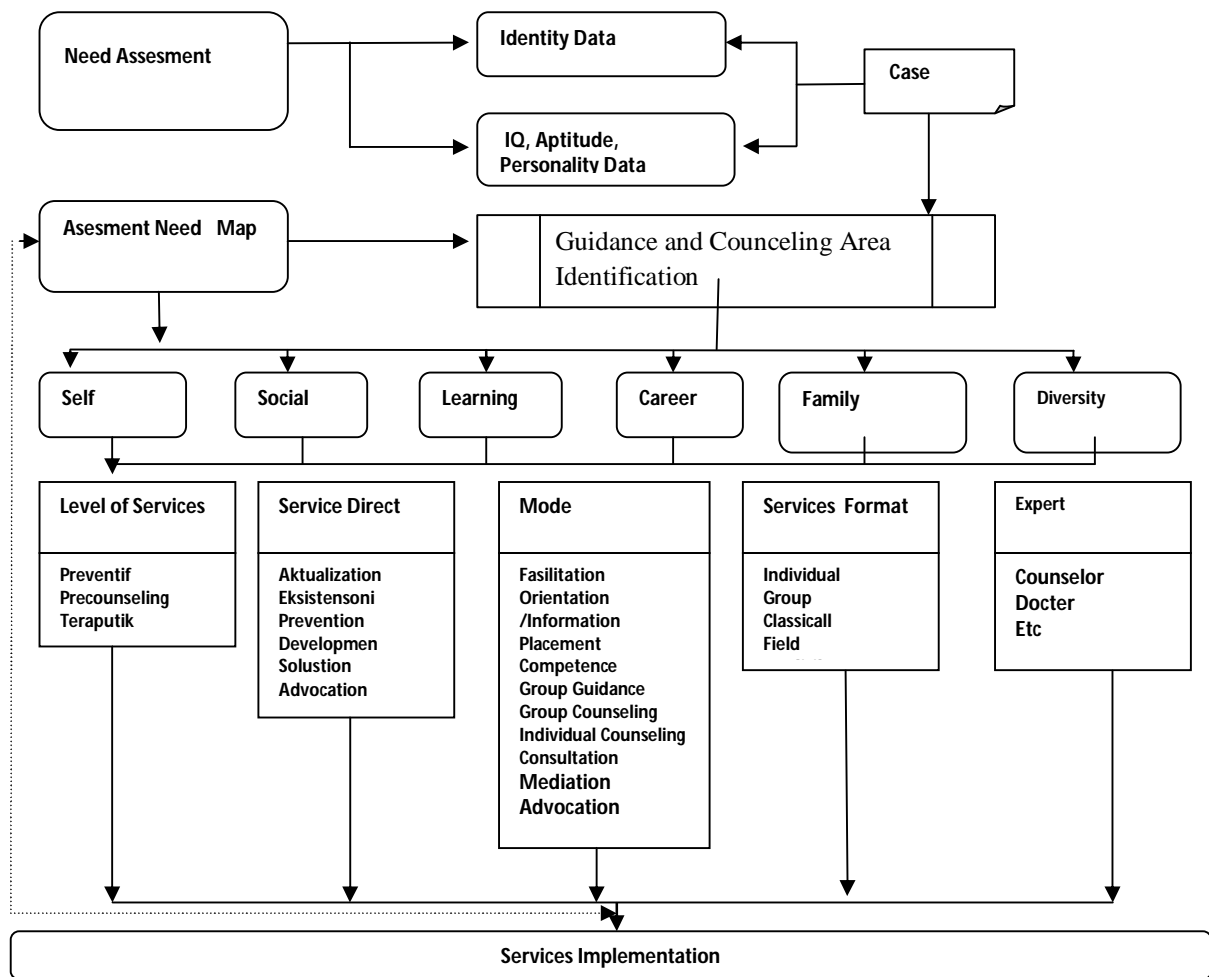 Need Assesment
Identity Data
Case
IQ, Aptitude,
Personality Data
Asesment Need Map
Guidance and Counceling Area
Identification
Self
Social
Learning
Career
Family
Diversity
Level of Services
Preventif
Precounseling
Teraputik
Service Direct
Aktualization
Eksistensoni
Prevention
Developmen
Solustion
Advocation
Mode
Fasilitation
Orientation
/Information
Placement
Competence
Group Guidance
Group Counseling
Individual Counseling
Consultation
Mediation
Advocation
Services Format
Individual
Group
Classicall
Field
Expert
Counselor
Docter
Etc
Services Implementation